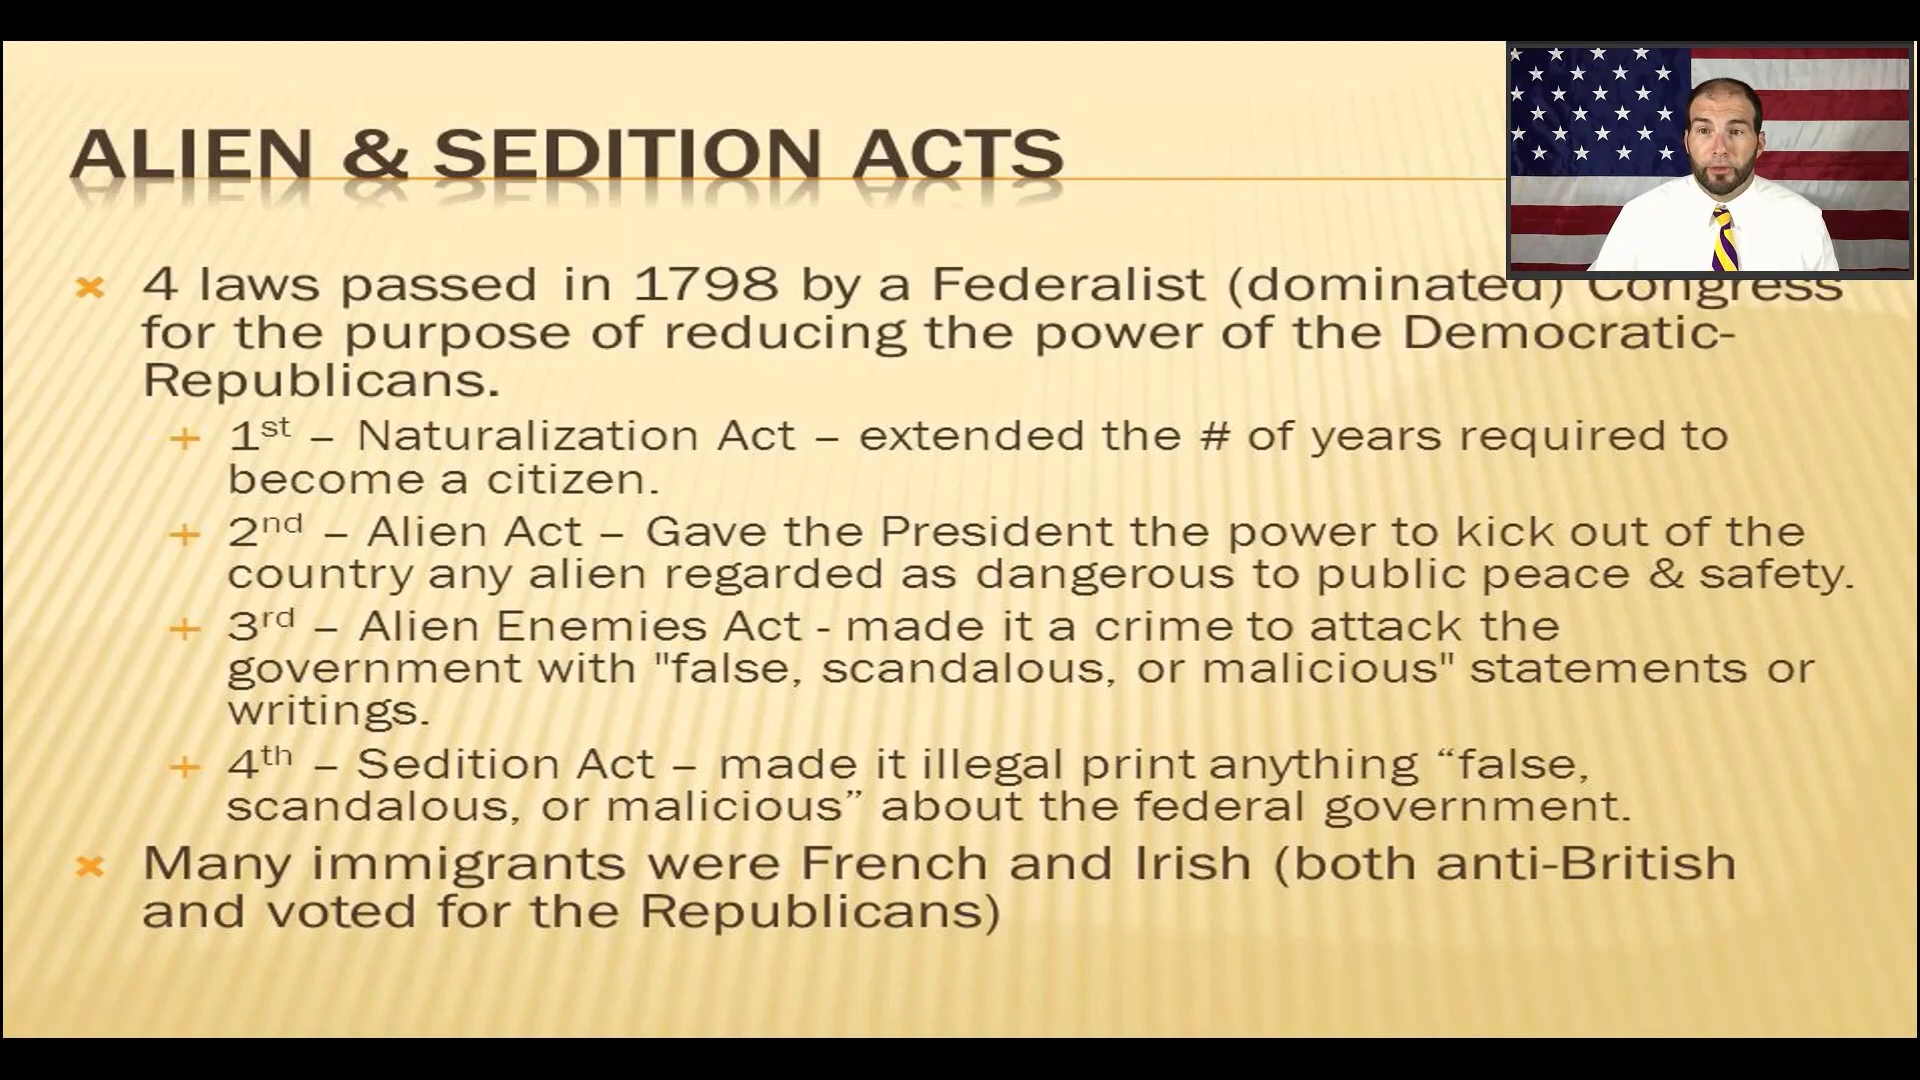 ALIEN & SEDITION ACTS
4 laws passed in 1798 by a Federalist (dominated) Congress
for the purpose of reducing the power of the Democratic-
Republicans.
1st – Naturalization Act – extended the # of years required to
become a citizen.
2nd – Alien Act – Gave the President the power to kick out of the
country any alien regarded as dangerous to public peace & safety.
3rd – Alien Enemies Act - made it a crime to attack the
government with "false, scandalous, or malicious" statements or
writings.
4th – Sedition Act – made it illegal print anything “false,
scandalous, or malicious” about the federal government.
Many immigrants were French and Irish (both anti-British
and voted for the Republicans)